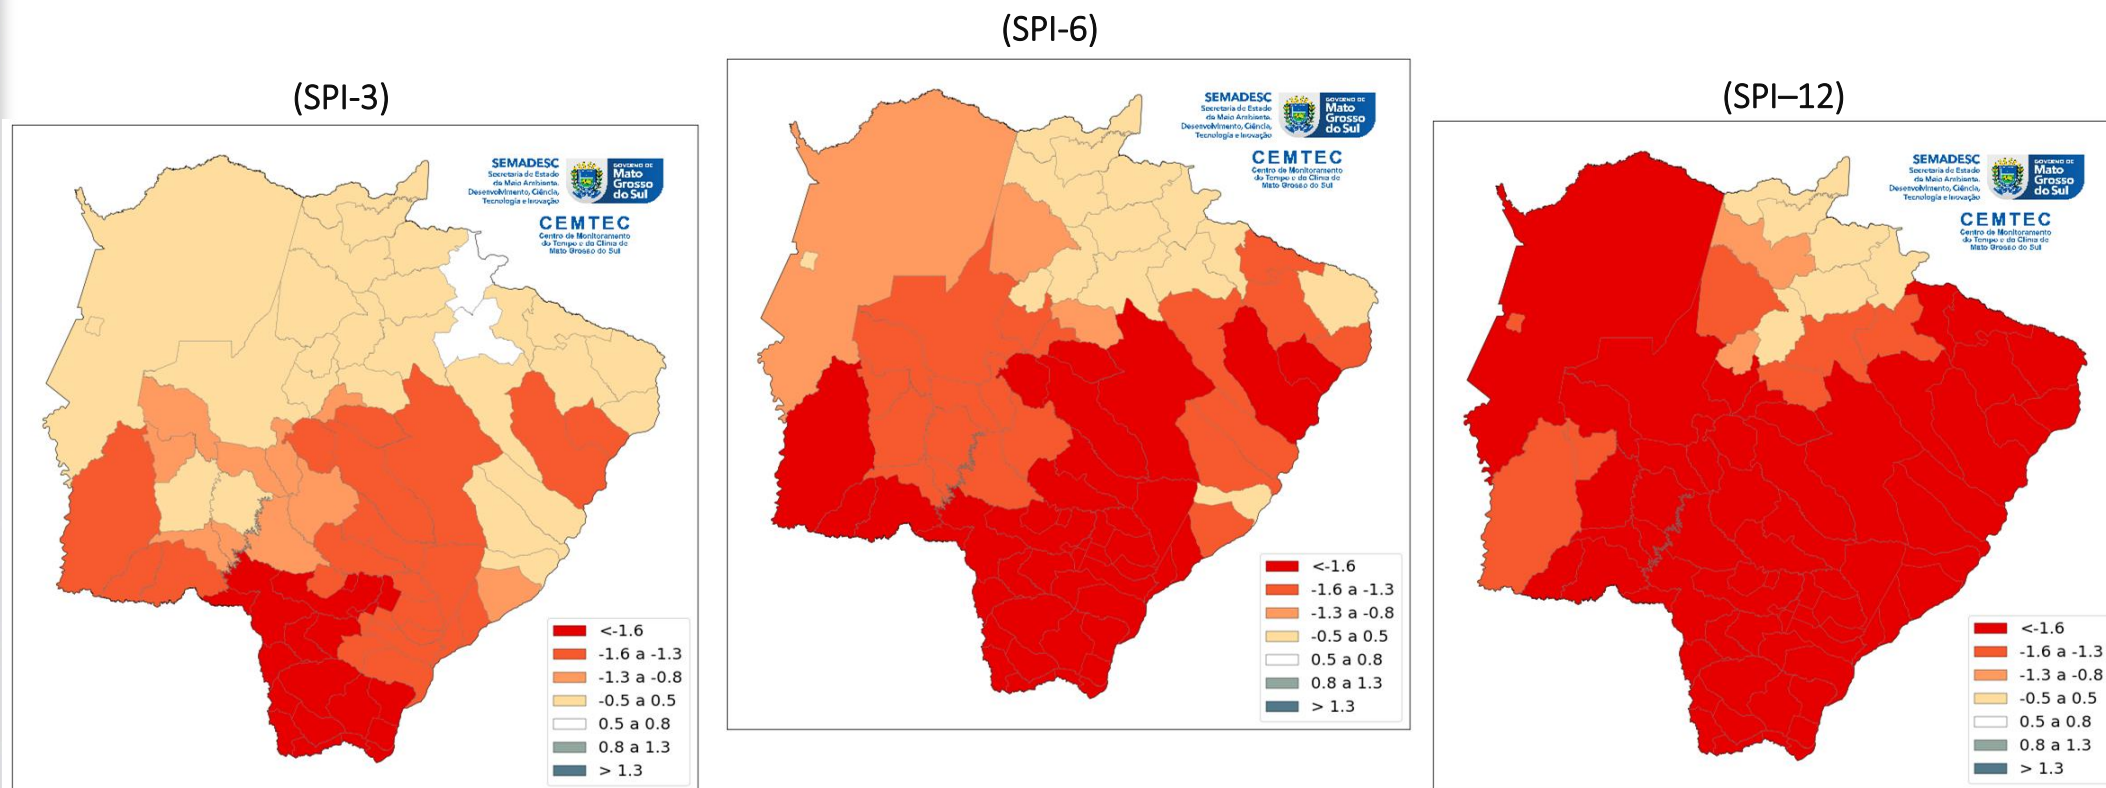 (SPI-3)
SEMADESC
Secretaria de Estado
de Meio Ambiente,
Desenvolvimento, Ciência,
Tecnologia e Inovação
GOVERNO DE
Mato
Grosso
do Sul
CEMTEC
Centro de Monitoramento
do Tempo e do Clima de
Mato Grosso do Sul
<-1.6
-1.6 a -1.3
-1.3 a -0.8
-0.5 a 0.5
0.5 a 0.8
0.8 a 1.3
> 1.3
(SPI-6)
SEMADESC
Secretaria de Estado
de Meio Ambiente,
Desenvolvimento, Ciência,
Tecnologia e Inovação
GOVERNO DE
Mato
Grosso
do Sul
CEMTEC
Centro de Monitoramento
do Tempo e do Clima de
Mato Grosso do Sul
<-1.6
-1.6 a -1.3
-1.3 a -0.8
-0.5 a 0.5
0.5 a 0.8
0.8 a 1.3
> 1.3
(SPI–12)
SEMADESC
Secretaria de Estado
de Meio Ambiente,
Desenvolvimento, Ciência,
Tecnologia e Inovação
GOVERNO DE
Mato
Grosso
do Sul
CEMTEC
Centro de Monitoramento
do Tempo e do Clima de
Mato Grosso do Sul
<-1.6
-1.6 a -1.3
-1.3 a -0.8
-0.5 a 0.5
0.5 a 0.8
0.8 a 1.3
> 1.3